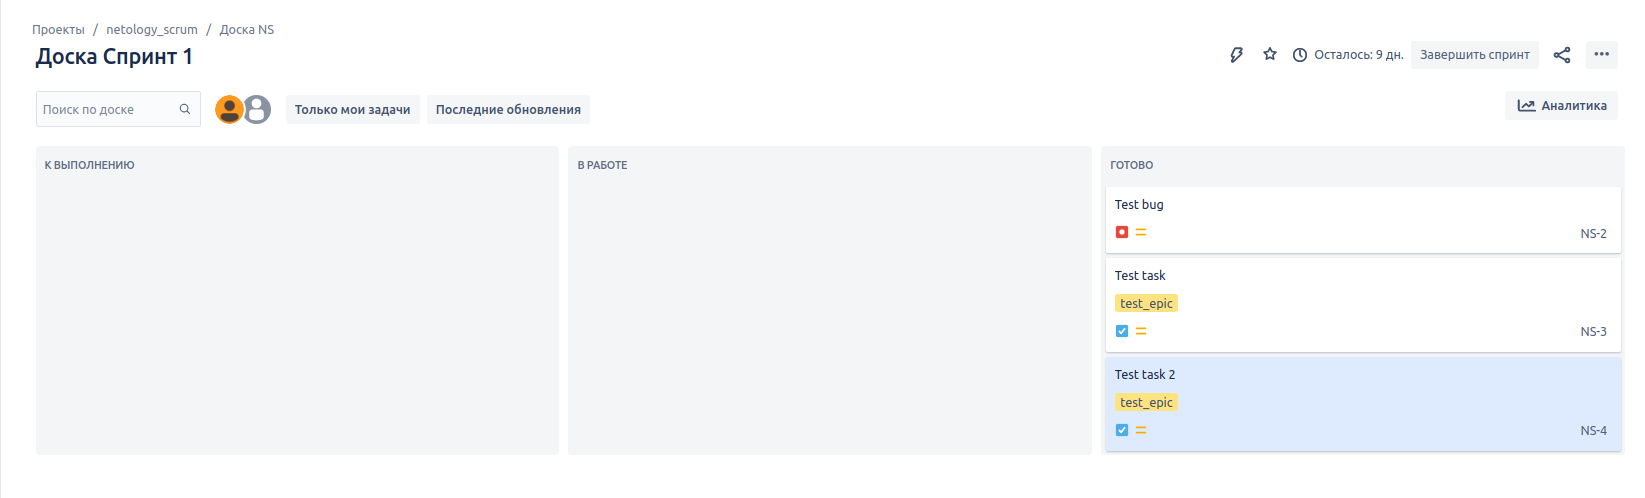 Проекты / netology_scrum / Доска NS
Доска Спринт 1
Осталось: 9 дн.
Завершить спринт
Поиск по доске
Только мои задачи
Последние обновления
Аналитика
К ВЫПОЛНЕНИЮ
В РАБОТЕ
ГОТОВО
Test bug
NS-2
Test task
test_epic
NS-3
Test task 2
test_epic
NS-4